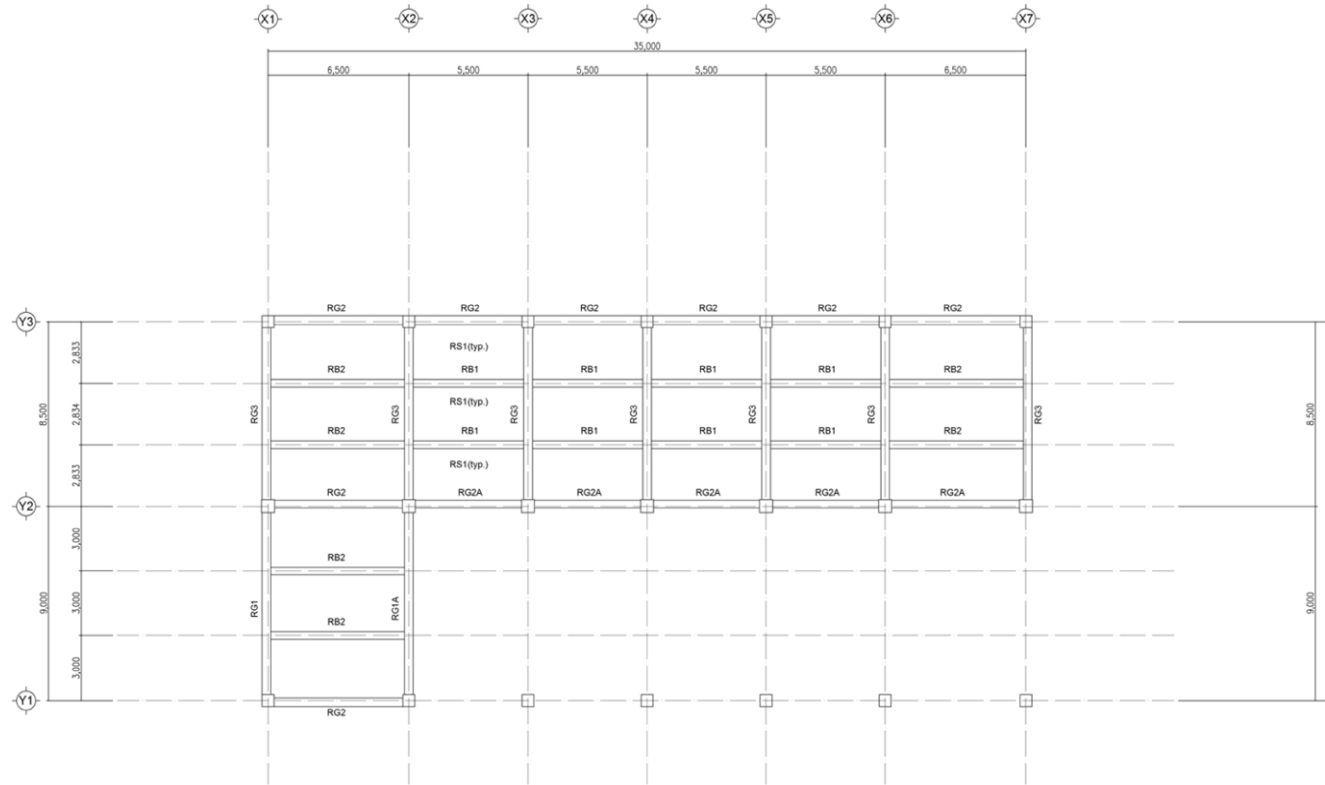 X1 X2 X3 X4 X5 X6 X7
35,000
6,500 5,500 5,500 5,500 5,500 6,500
RG2 RG2 RG2 RG2 RG2 RG2
Y3
RS1(typ.)
2,833
RB2 RB1 RB1 RB1 RB1 RB2
RS1(typ.)
8,500 2,834 RG3 RG3 RG3 RG3 RG3 RG3 RG3 8,500
RB2 RB1 RB1 RB1 RB1 RB2
RS1(typ.)
2,833
RG2 RG2A RG2A RG2A RG2A RG2A
Y2
3,000
RB2
9,000 3,000 RG1 RG1A 9,000
RB2
3,000
Y1
RG2